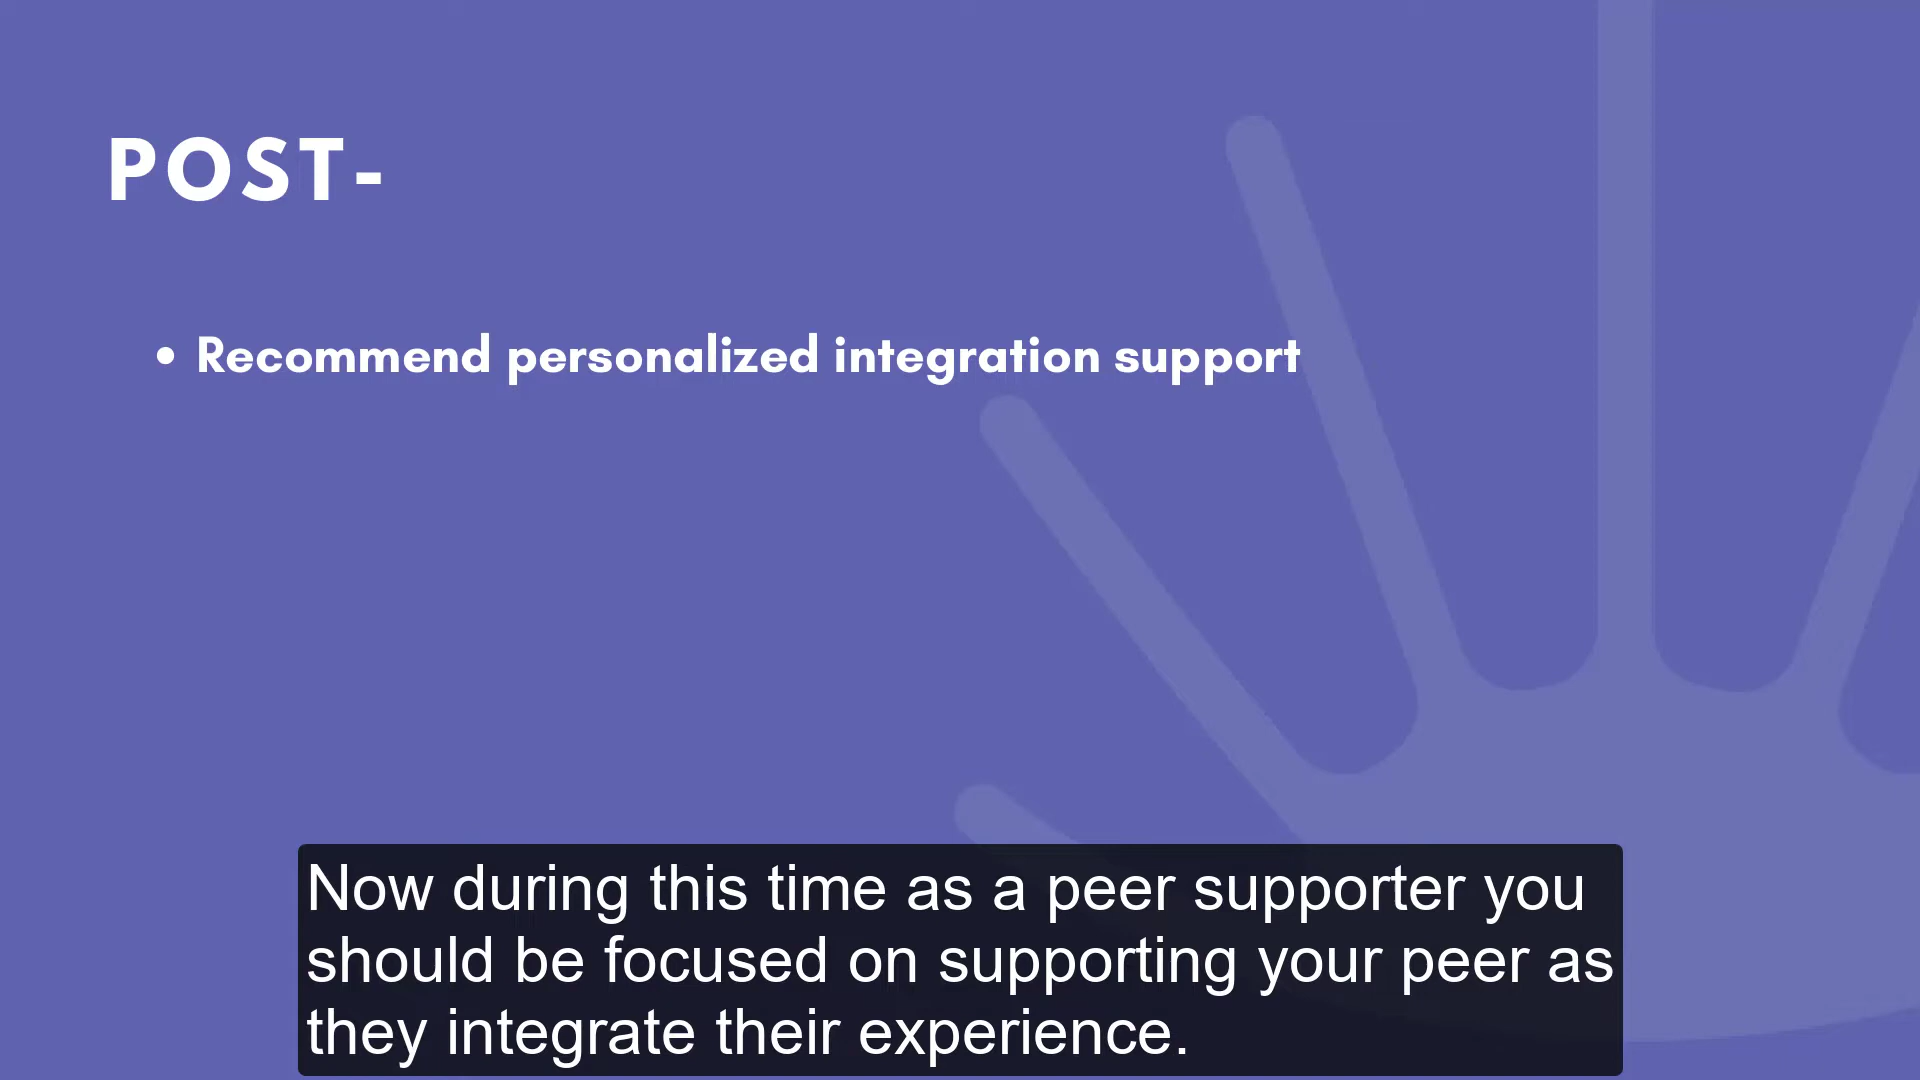 POST-
• Recommend personalized integration support
Now during this time as a peer supporter you
should be focused on supporting your peer as
they integrate their experience.